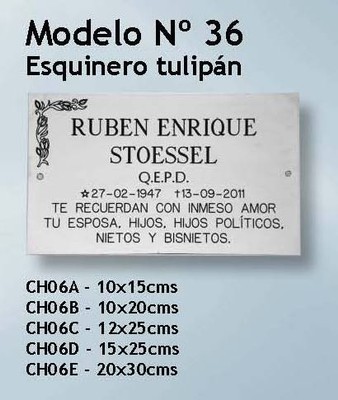 Modelo Nº 36
Esquinero tulipán
RUBEN ENRIQUE
STOESSEL
Q.E.P.D.
☆27-02-1947 †13-09-2011
TE RECUERDAN CON INMESO AMOR
TU ESPOSA, HIJOS, HIJOS POLÍTICOS,
NIETOS Y BISNIETOS.
CH06A - 10x15cms
CH06B - 10x20cms
CH06C - 12x25cms
CH06D - 15x25cms
CH06E - 20x30cms